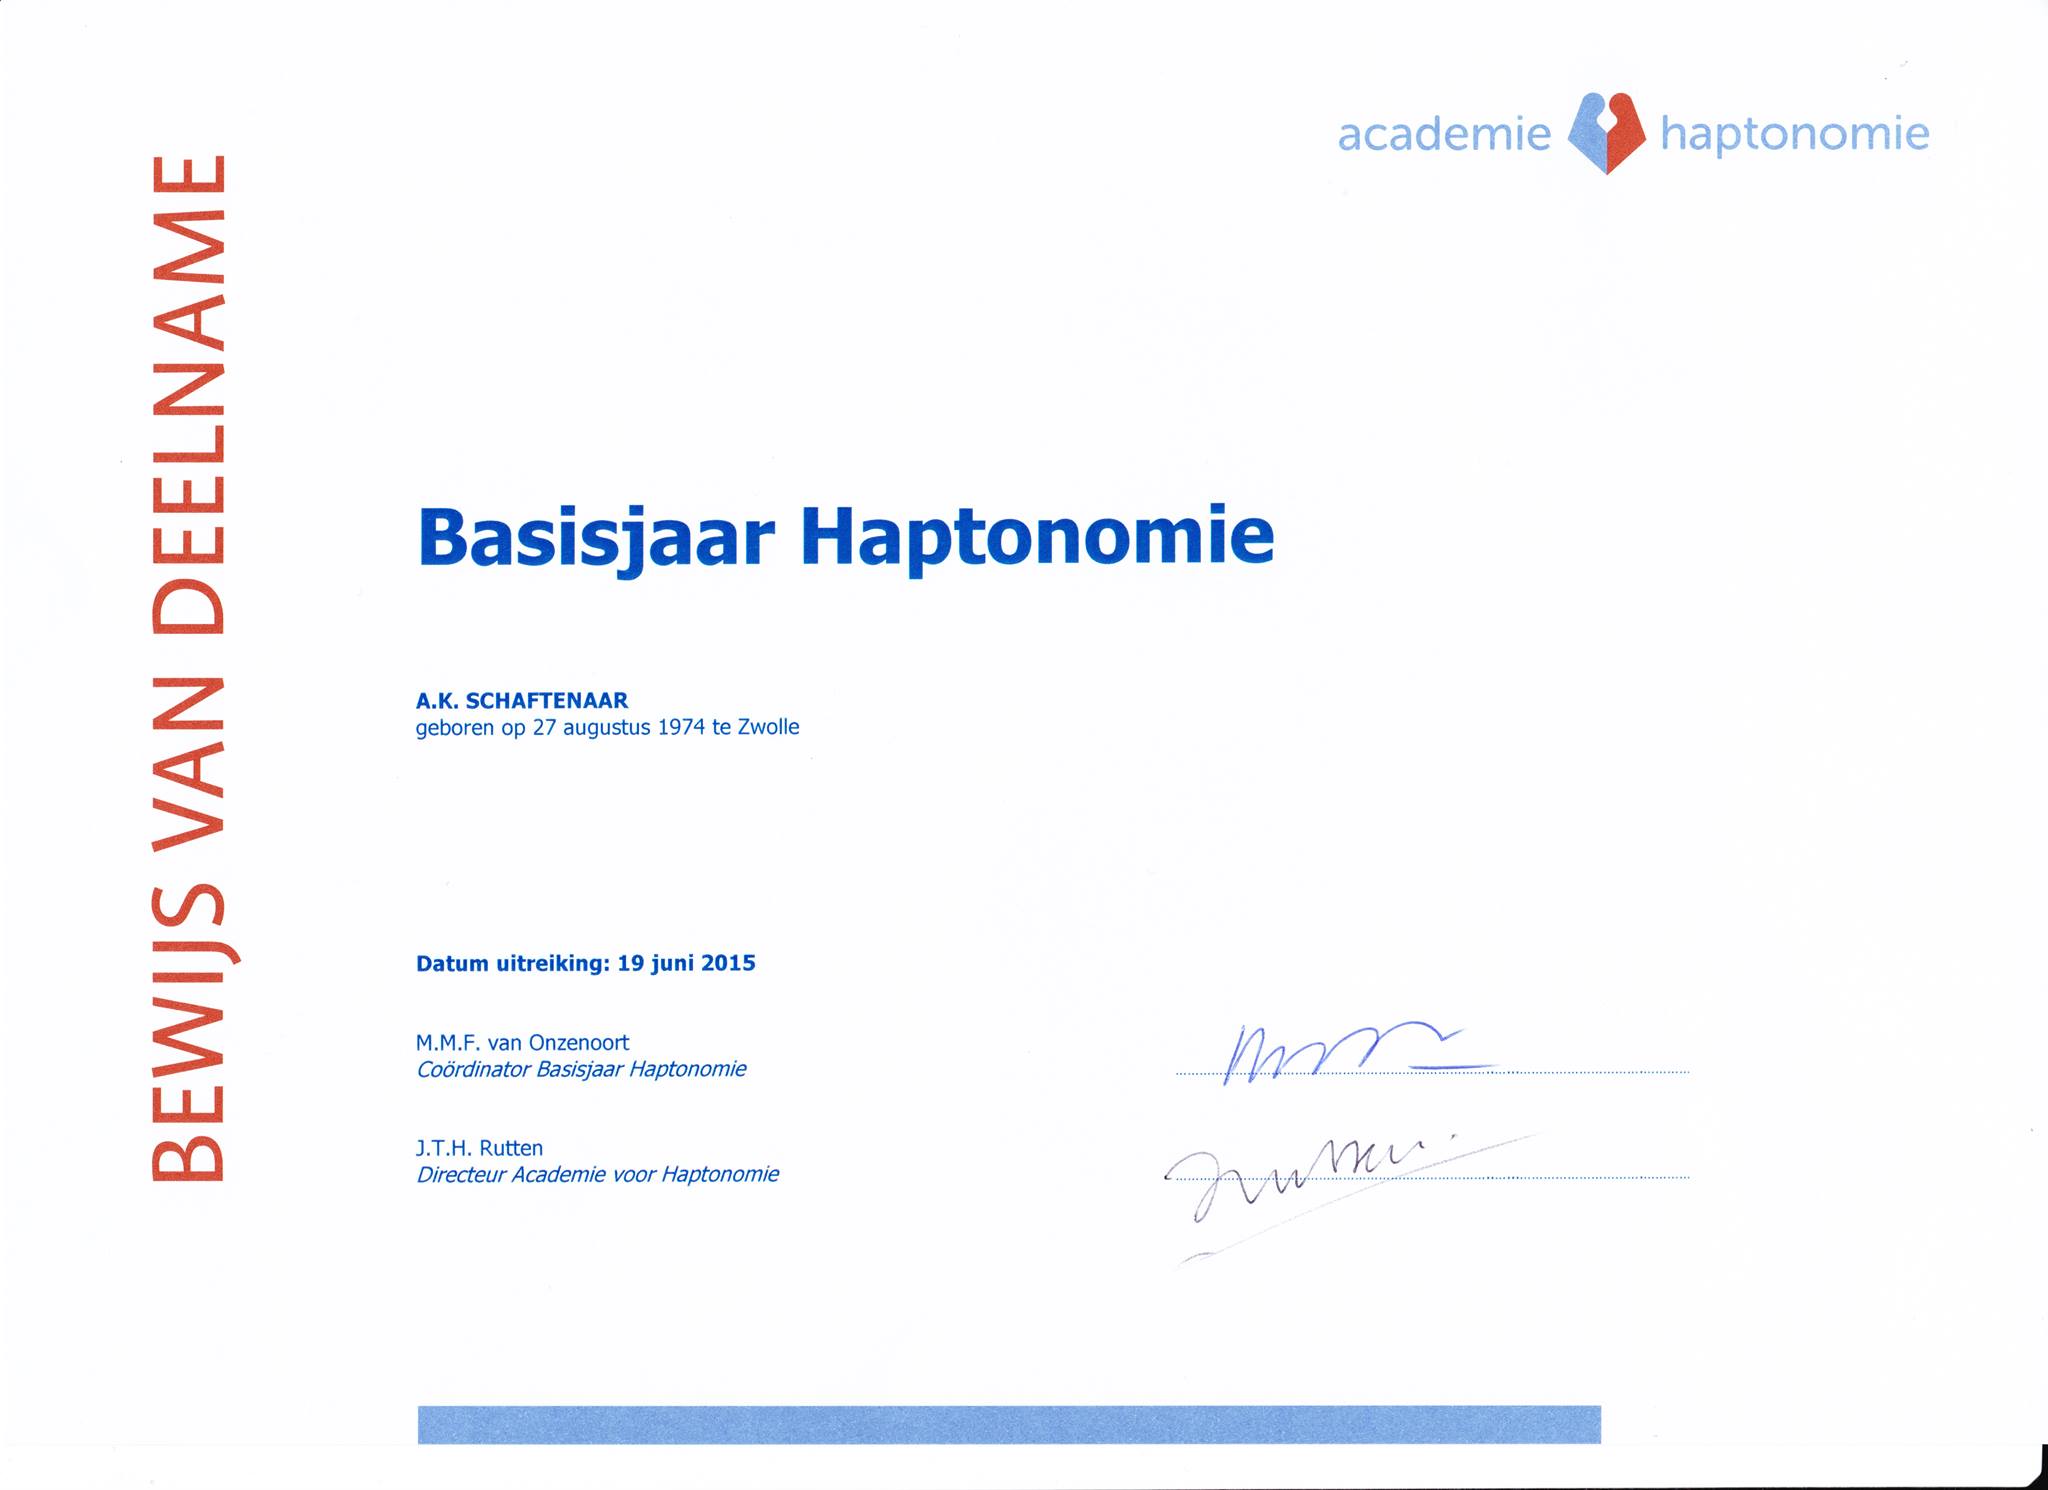 academie haptonomie
BEWIJS VAN DEELNAME
Basisjaar Haptonomie
A.K. SCHAFTENAAR
geboren op 27 augustus 1974 te Zwolle
Datum uitreiking: 19 juni 2015
M.M.F. van Onzenoort
Coördinator Basisjaar Haptonomie
J.T.H. Rutten
Directeur Academie voor Haptonomie